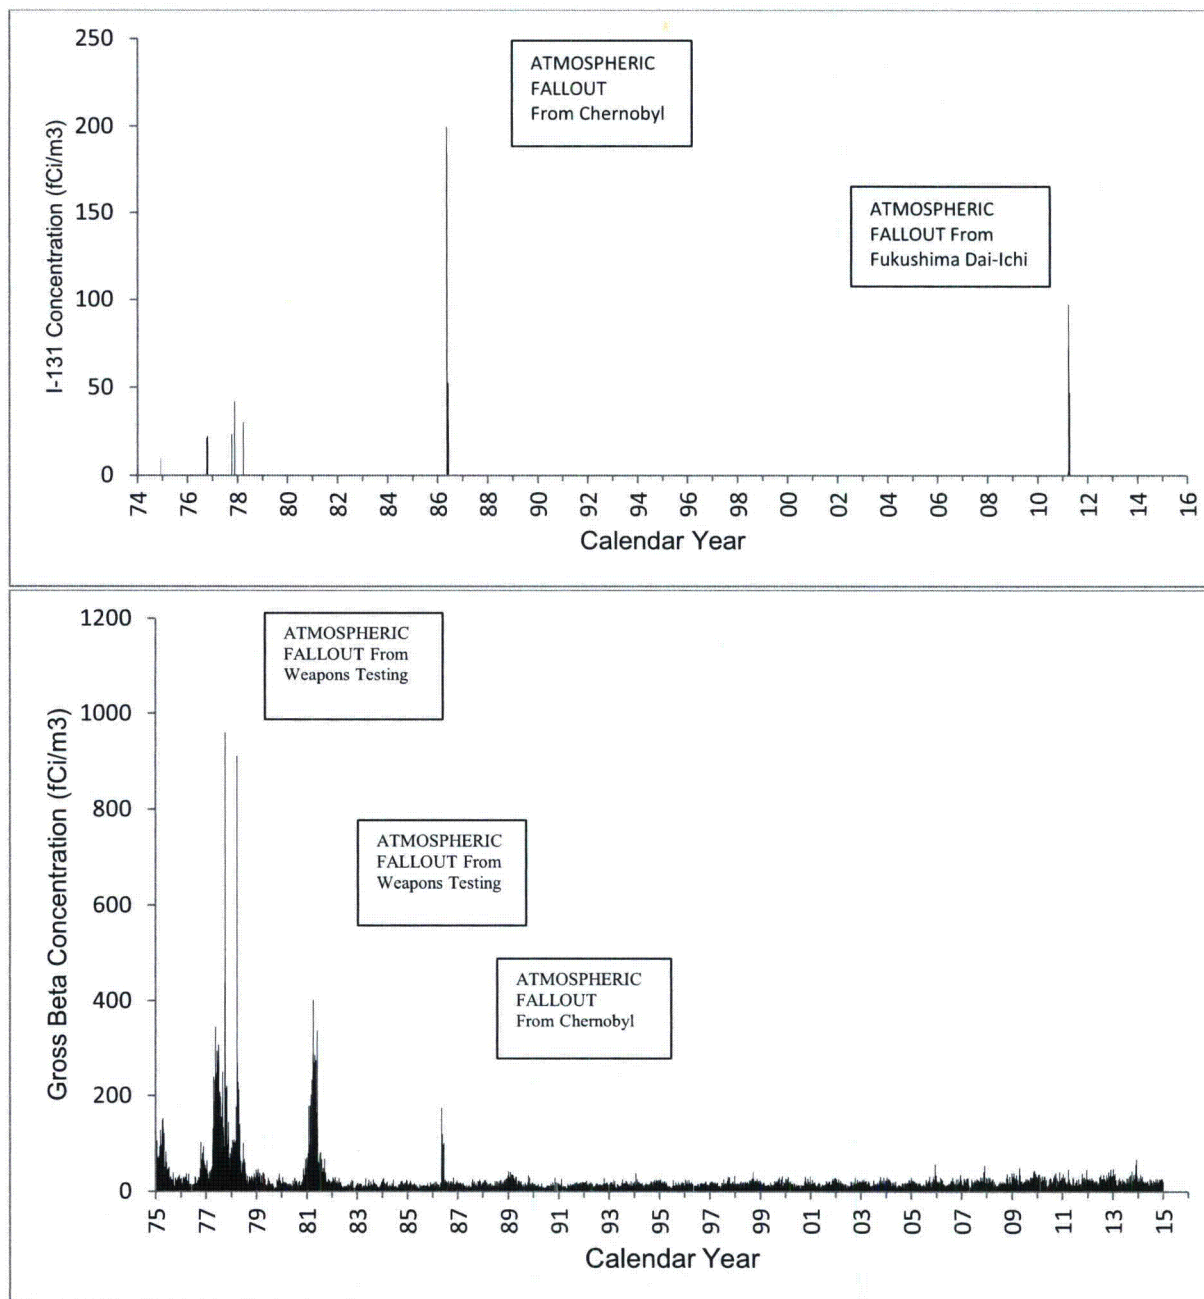 250
200
150
100
50
0
I-131 Concentration (fCi/m3)
ATMOSPHERIC
FALLOUT
From Chernobyl
ATMOSPHERIC
FALLOUT From
Fukushima Dai-Ichi
74 76 78 80 82 84 86 88 90 92 94 96 98 00 02 04 06 08 10 12 14 16
Calendar Year
1200
1000
800
600
400
200
0
Gross Beta Concentration (fCi/m3)
ATMOSPHERIC
FALLOUT From
Weapons Testing
ATMOSPHERIC
FALLOUT From
Weapons Testing
ATMOSPHERIC
FALLOUT
From Chernobyl
75 77 79 81 83 85 87 89 91 93 95 97 99 01 03 05 07 09 11 13 15
Calendar Year